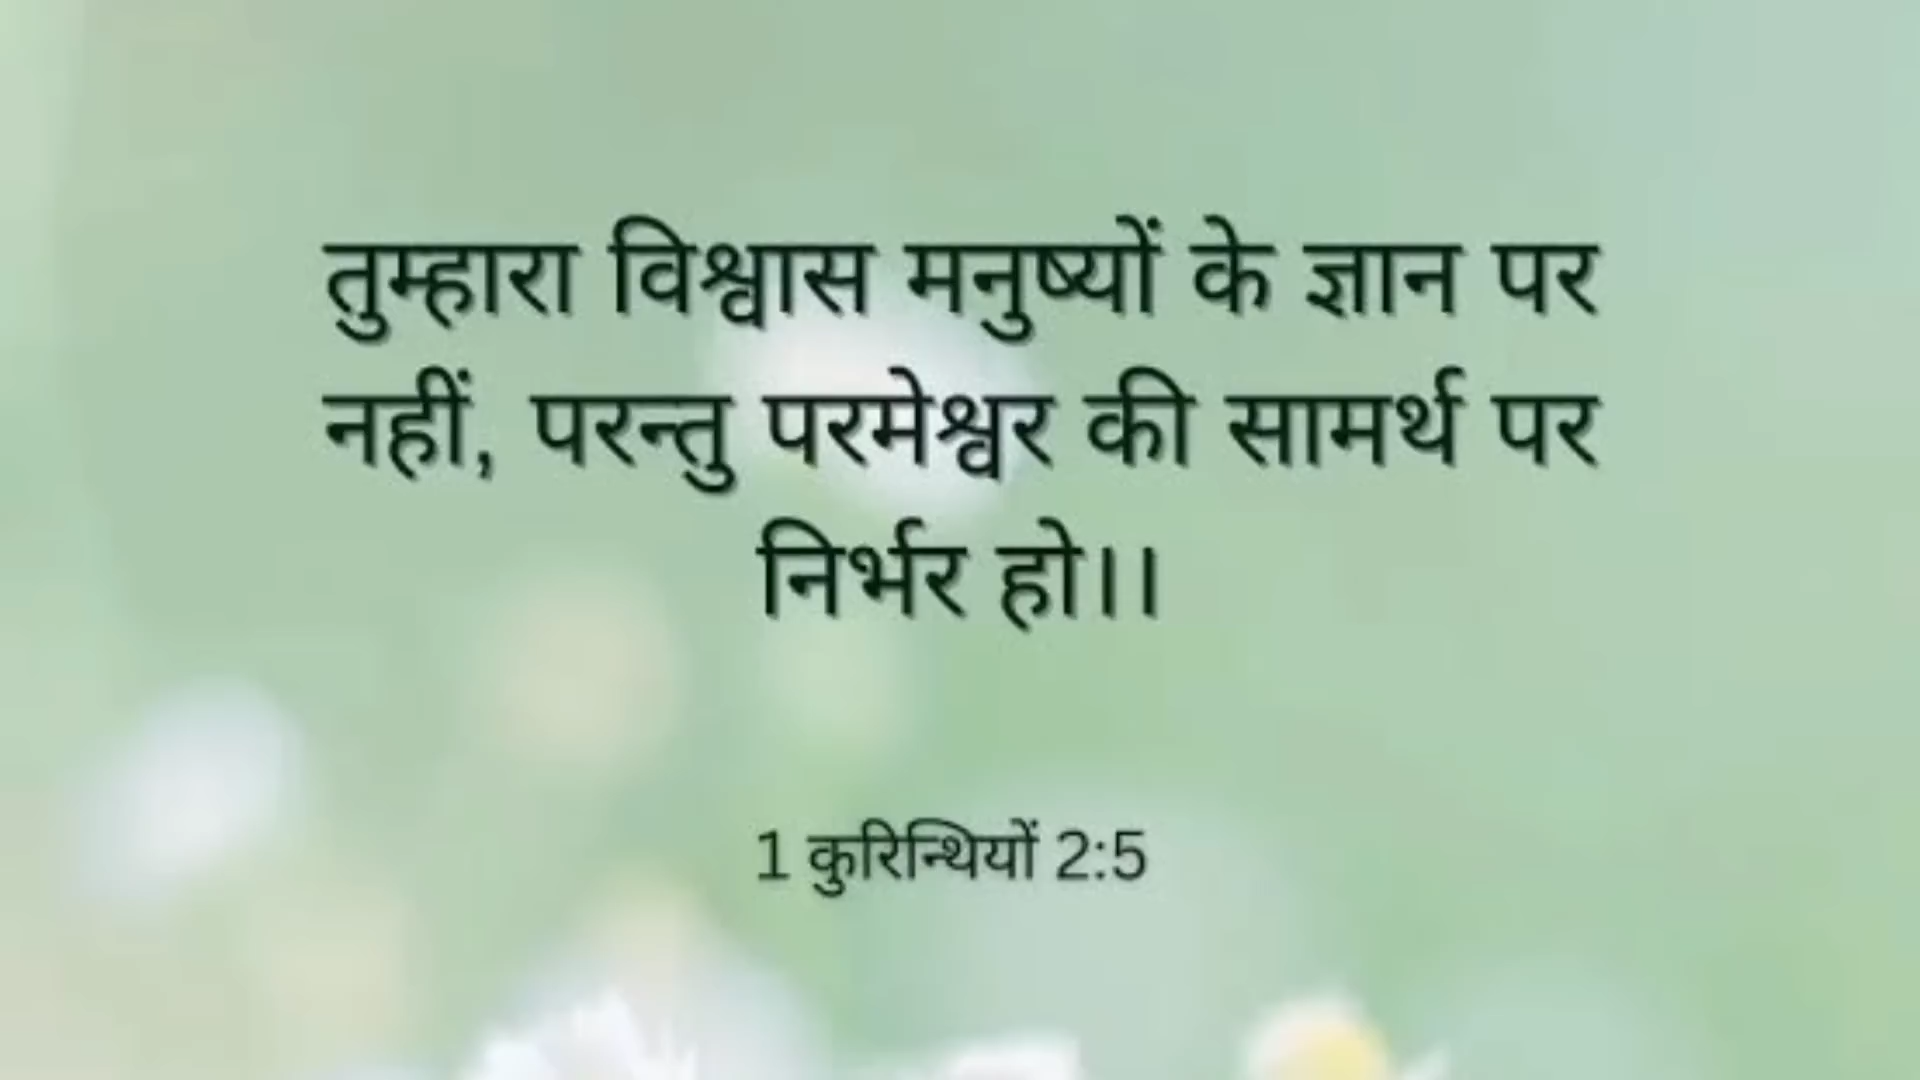 तुम्हारा विश्वास मनुष्यों के ज्ञान पर
नहीं, परन्तु परमेश्वर की सामर्थ पर
निर्भर हो।।
1 कुरिन्थियों 2:5